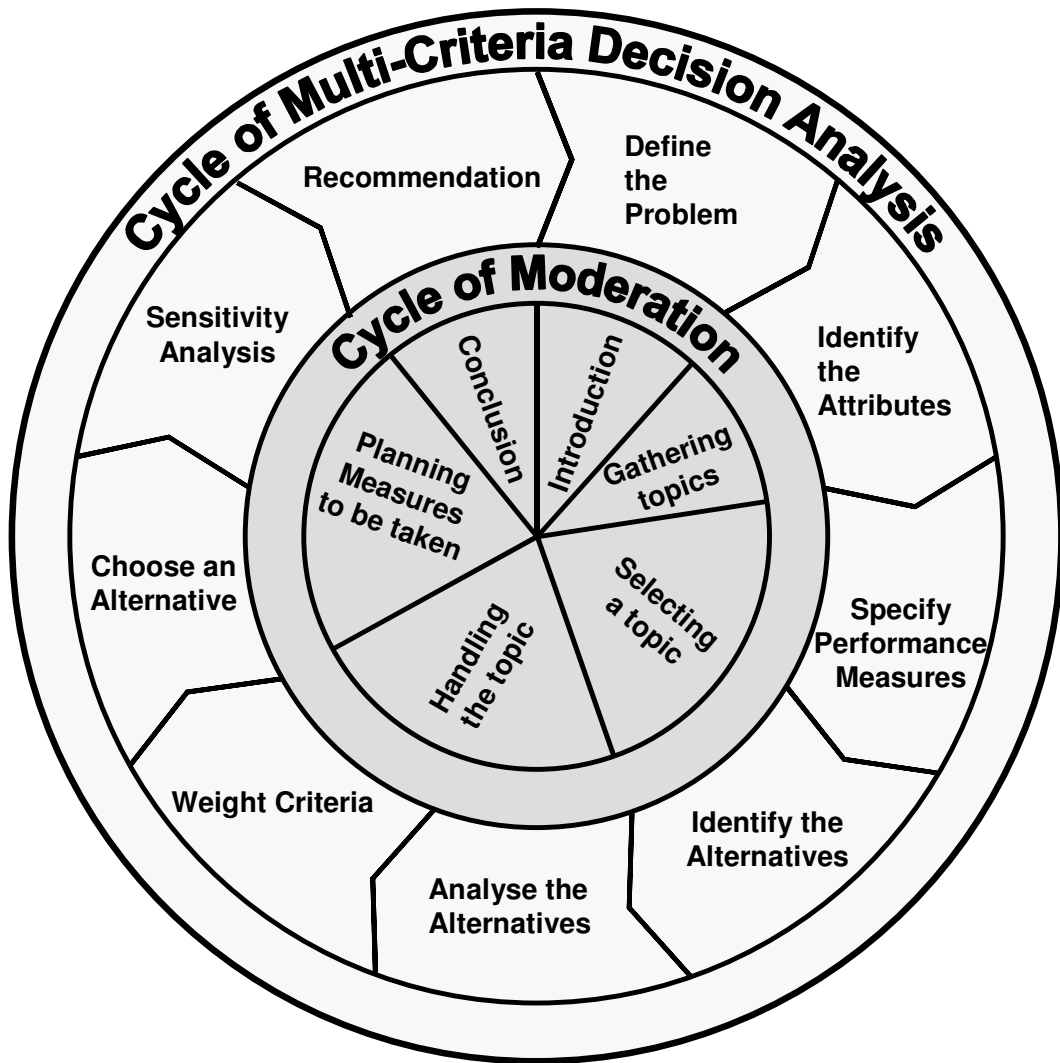 Cycle of Multi-Criteria Decision Analysis
Define
the
Problem
Identify
the
Attributes
Specify
Performance
Measures
Identify the
Alternatives
Analyse the
Alternatives
Weight Criteria
Choose an
Alternative
Sensitivity
Analysis
Recommendation
Cycle of Moderation
Introduction
Gathering
topics
Selecting
a topic
Handling
the topic
Planning
Measures
to be taken
Conclusion